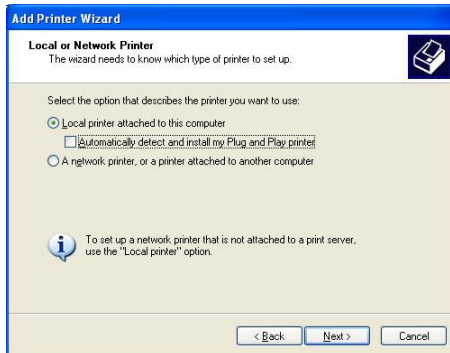 Add Printer Wizard
Local or Network Printer
The wizard needs to know which type of printer to set up.
Select the option that describes the printer you want to use:
Local printer attached to this computer
Automatically detect and install my Plug and Play printer
A network printer, or a printer attached to another computer
To set up a network printer that is not attached to a print server,
use the "Local printer" option.
< Back Next > Cancel